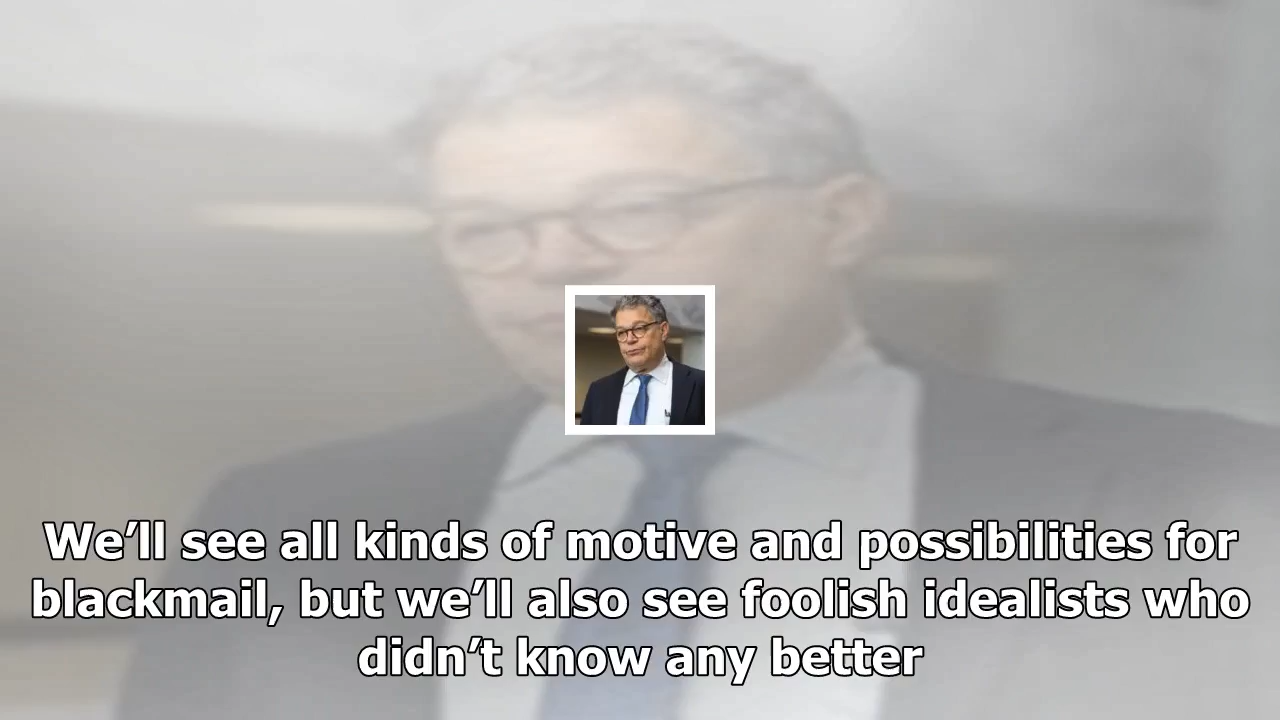 We’ll see all kinds of motive and possibilities for
blackmail, but we’ll also see foolish idealists who
didn’t know any better